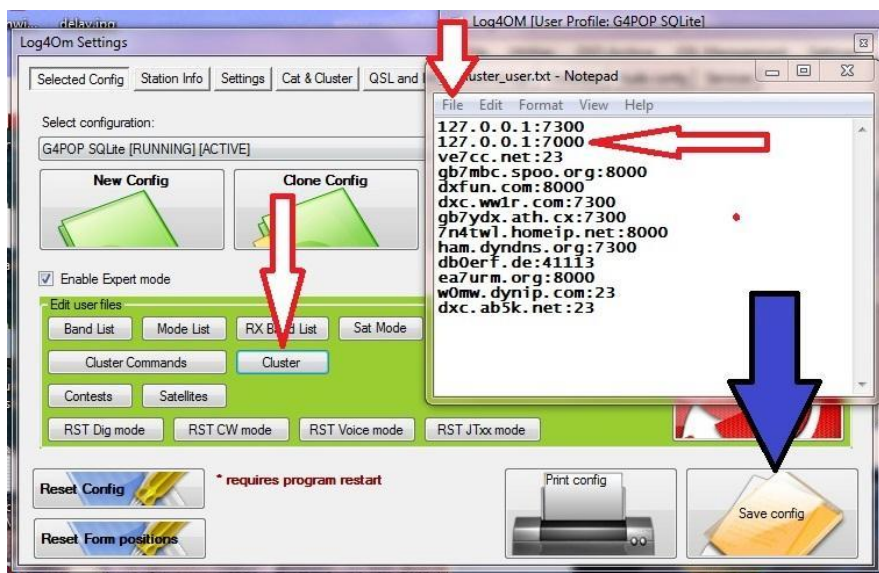 delaying
Log4OM [User Profile: G4POP SQLite]
Log4Om Settings
Selected Config Station Info Settings Cat & Cluster QSL and
Select configuration:
G4POP SQLite [RUNNING] [ACTIVE]
New Config
Clone Config
Enable Expert mode
Edit user files
Band List Mode List RX Band List Sat Mode
Cluster Commands Cluster
Contests Satellites
RST Dig mode RST CW mode RST Voice mode RST JTxx mode
Reset Config
* requires program restart
Reset Form positions
Print config
Save config
cluster_user.txt - Notepad
File Edit Format View Help
127.0.0.1:7300
127.0.0.1:7000
ve7cc.net:23
gb7mbc.spoo.org:8000
dxfun.com:8000
dxc.ww1r.com:7300
gb7ydx.ath.cx:7300
7n4twl.homeip.net:8000
ham.dyndns.org:7300
db0erf.de:41113
ea7urm.org:8000
w0mw.dynip.com:23
dxc.ab5k.net:23